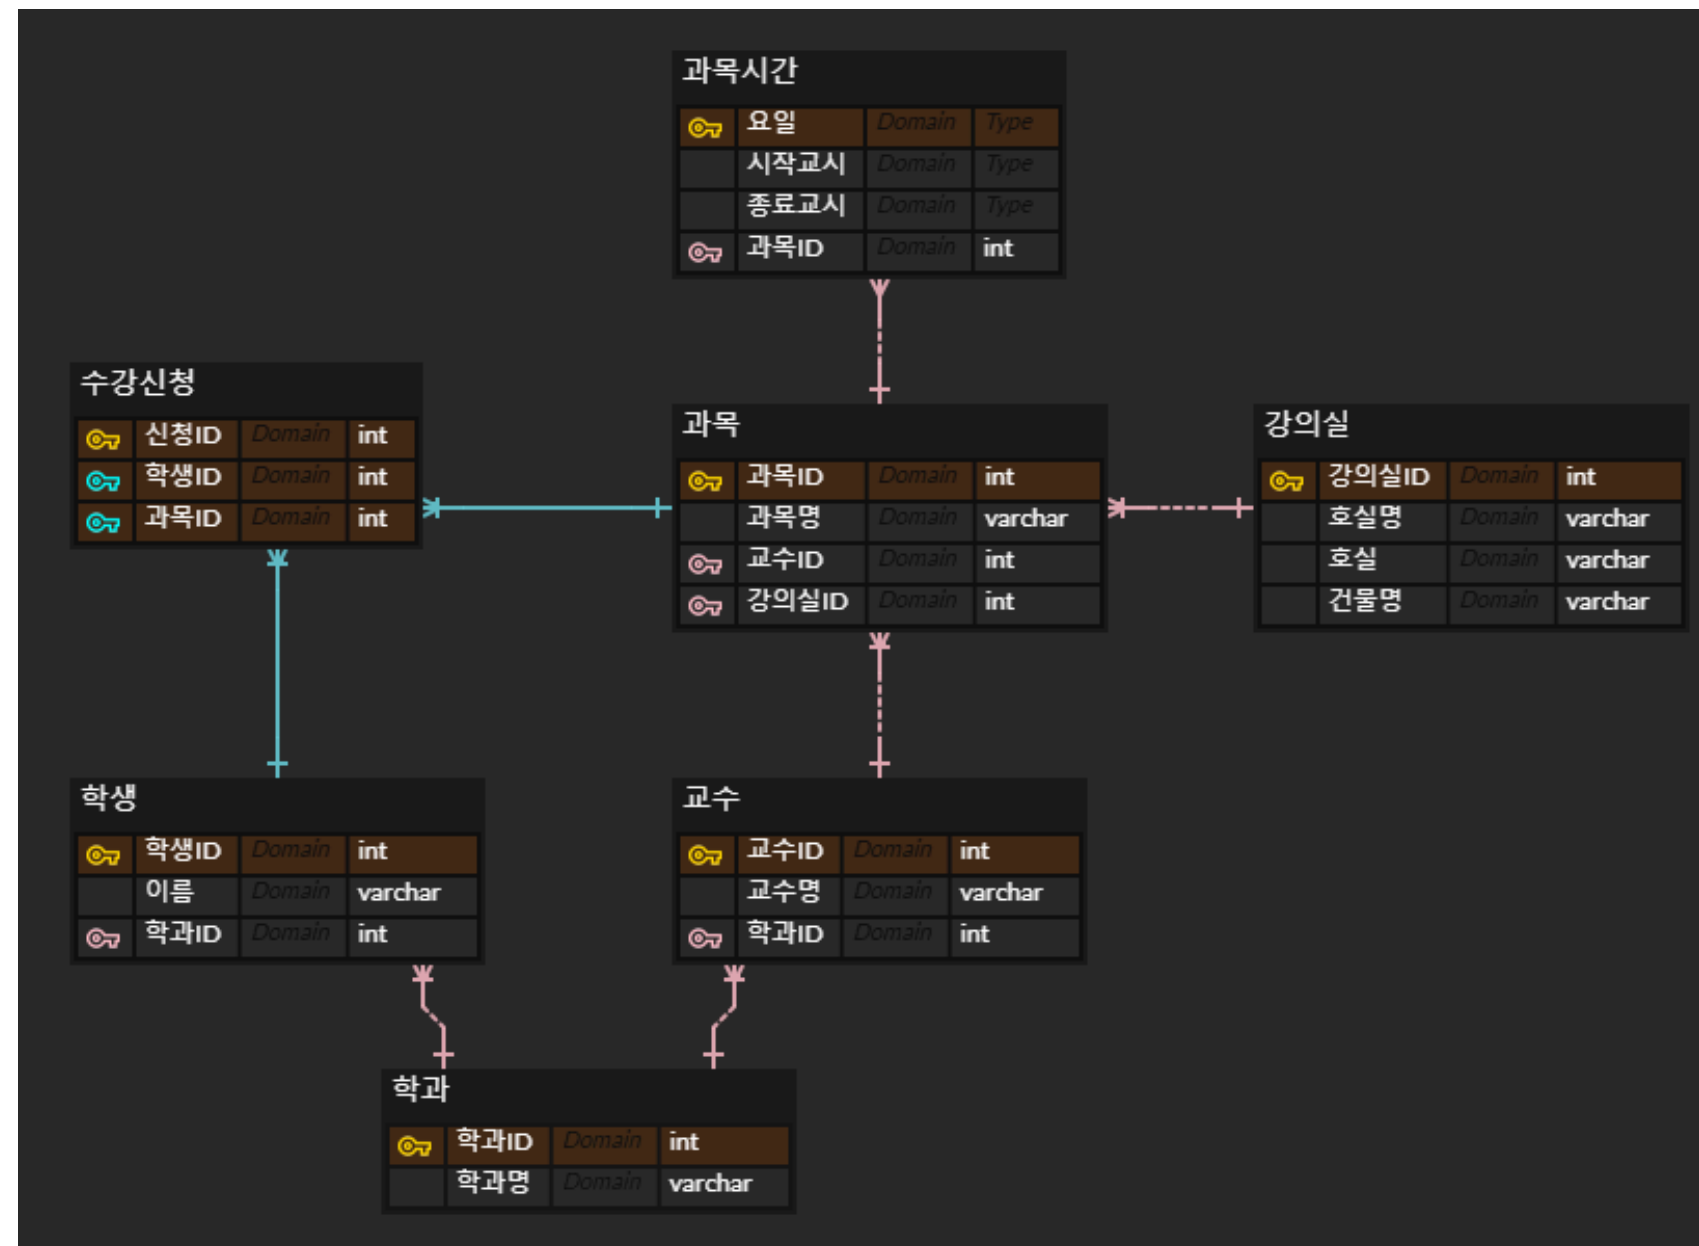 과목시간
요일 Domain Type
시작교시 Domain Type
종료교시 Domain Type
과목ID Domain int
수강신청
신청ID Domain int
학생ID Domain int
과목ID Domain int
과목
과목ID Domain int
과목명 Domain varchar
교수ID Domain int
강의실ID Domain int
강의실
강의실ID Domain int
호실명 Domain varchar
호실 Domain varchar
건물명 Domain varchar
학생
학생ID Domain int
이름 Domain varchar
학과ID Domain int
교수
교수ID Domain int
교수명 Domain varchar
학과ID Domain int
학과
학과ID Domain int
학과명 Domain varchar